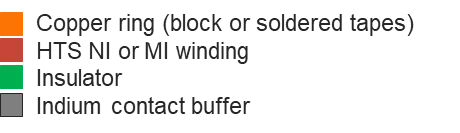 Copper ring (block or soldered tapes)
HTS NI or MI winding
Insulator
Indium contact buffer